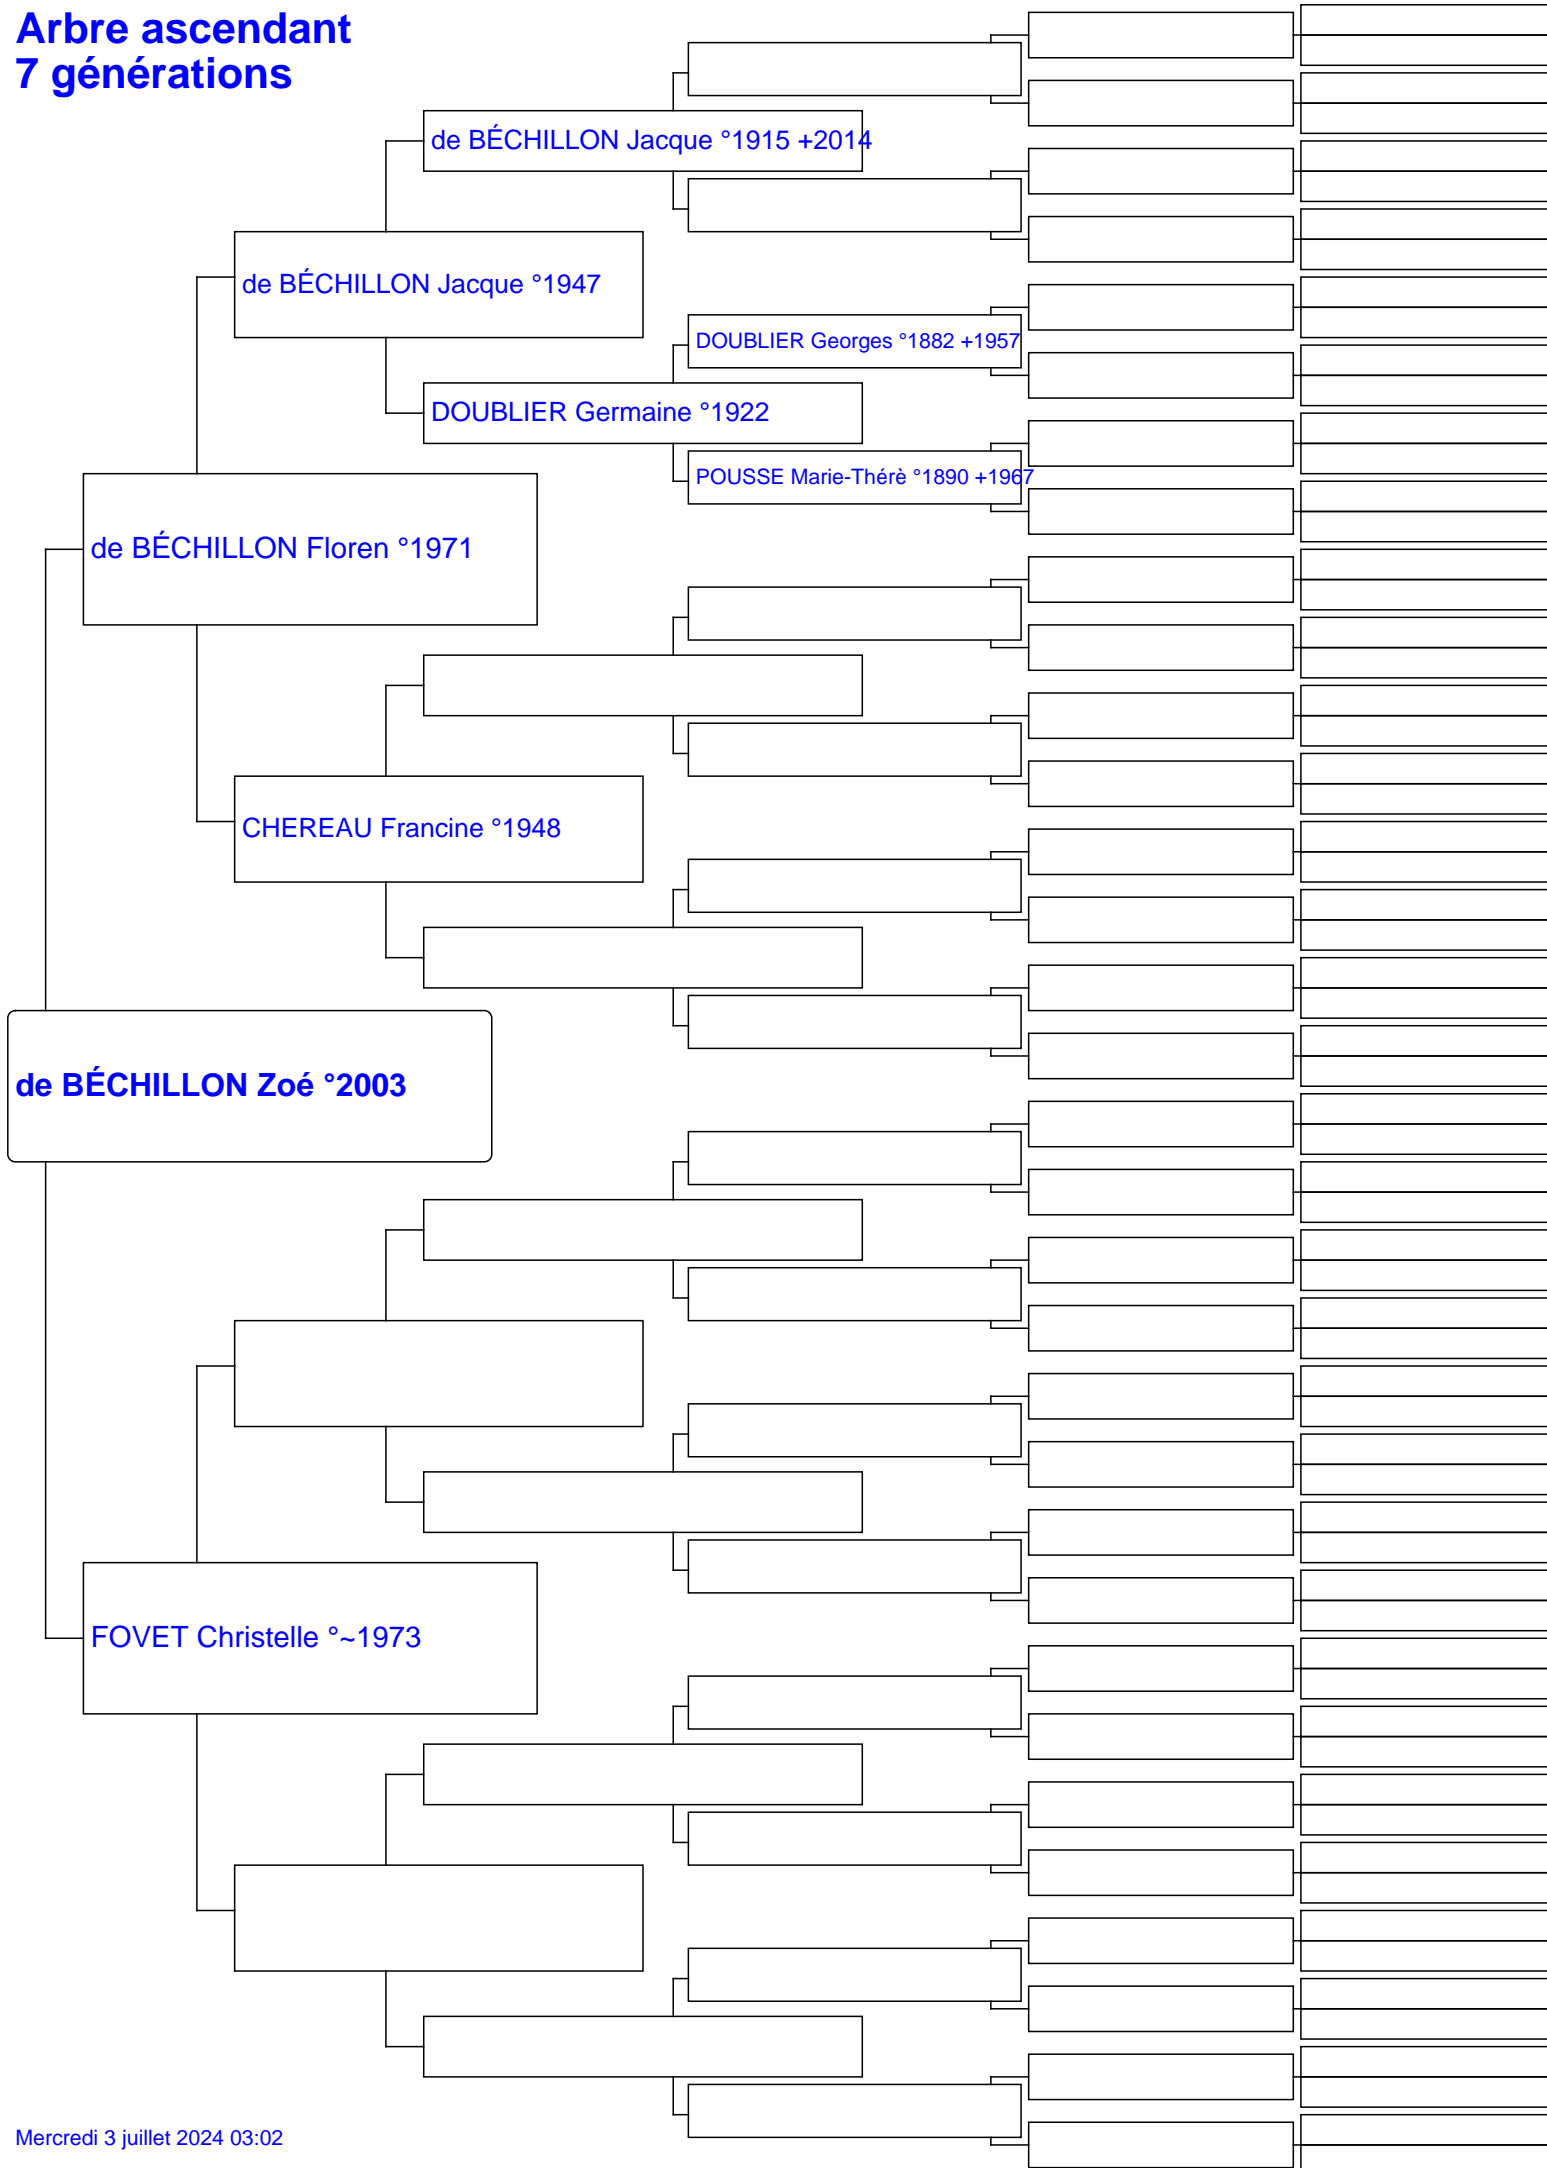 Arbre ascendant
7 générations
de BÉCHILLON Jacque °1915 +2014
de BÉCHILLON Jacque °1947
DOUBLIER Georges °1882 +1957
DOUBLIER Germaine °1922
POUSSE Marie-Thérè °1890 +1967
de BÉCHILLON Floren °1971
CHEREAU Francine °1948
de BÉCHILLON Zoé °2003
FOVET Christelle °~1973
Mercredi 3 juillet 2024 03:02